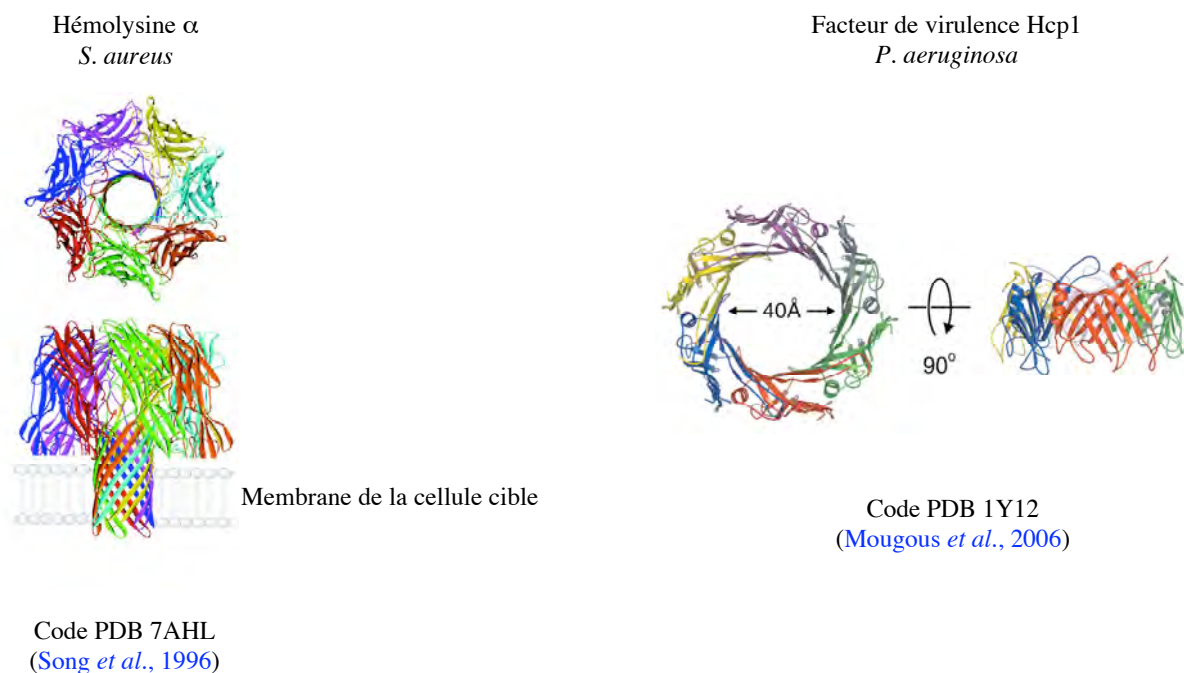 Hémolysine α
S. aureus
Facteur de virulence Hcp1
P. aeruginosa
40Å
90°
Membrane de la cellule cible
Code PDB 1Y12
(Mougous et al., 2006)
Code PDB 7AHL
(Song et al., 1996)